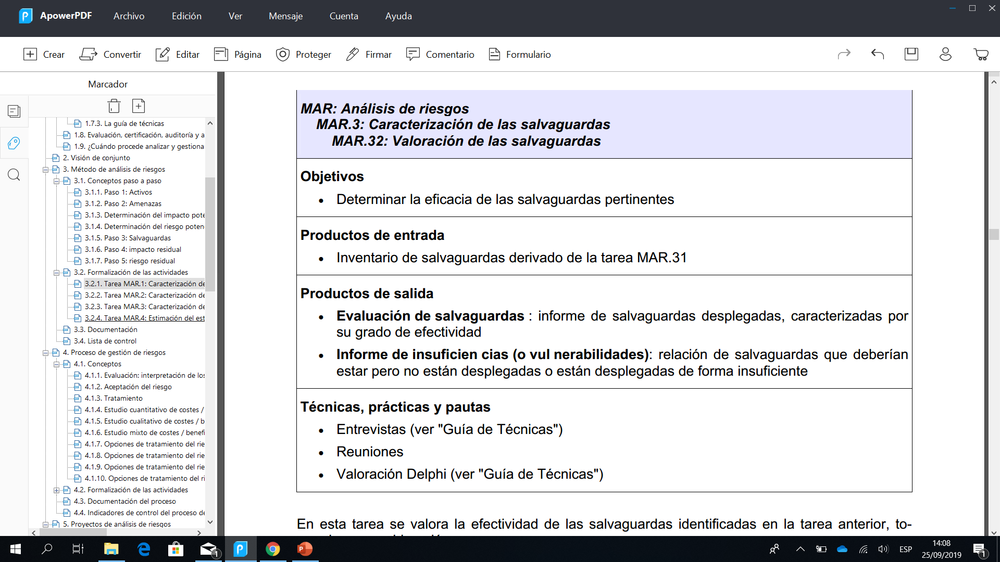 ApowerPDF
Archivo
Edición
Ver
Mensaje
Cuenta
Ayuda
Crear
Convertir
Editar
Página
Proteger
Firmar
Comentario
Formulario
Marcador
1.7.3. La guía de técnicas
1.8. Evaluación, certificación, auditoría y a
1.9. ¿Cuándo procede analizar y gestiona
2. Visión de conjunto
3. Método de análisis de riesgos
3.1. Conceptos paso a paso
3.1.1. Paso 1: Activos
3.1.2. Paso 2: Amenazas
3.1.3. Determinación del impacto pote
3.1.4. Determinación del riesgo poten
3.1.5. Paso 3: Salvaguardas
3.1.6. Paso 4: impacto residual
3.1.7. Paso 5: riesgo residual
3.2. Formalización de las actividades
3.2.1. Tarea MAR.1: Caracterización de
3.2.2. Tarea MAR.2: Caracterización de
3.2.3. Tarea MAR.3: Caracterización de
3.2.4. Tarea MAR.4: Estimación del est
3.3. Documentación
3.4. Lista de control
4. Proceso de gestión de riesgos
4.1. Conceptos
4.1.1. Evaluación: interpretación de los
4.1.2. Aceptación del riesgo
4.1.3. Tratamiento
4.1.4. Estudio cuantitativo de costes /
4.1.5. Estudio cualitativo de costes / b
4.1.6. Estudio mixto de costes / benefi
4.1.7. Opciones de tratamiento del rie
4.1.8. Opciones de tratamiento del rie
4.1.9. Opciones de tratamiento del rie
4.1.10. Opciones de tratamiento del ri
4.2. Formalización de las actividades
4.3. Documentación del proceso
4.4. Indicadores de control del proceso de
5. Proyectos de análisis de riesgos
MAR: Análisis de riesgos
MAR.3: Caracterización de las salvaguardas
MAR.32: Valoración de las salvaguardas
Objetivos
• Determinar la eficacia de las salvaguardas pertinentes
Productos de entrada
• Inventario de salvaguardas derivado de la tarea MAR.31
Productos de salida
• Evaluación de salvaguardas : informe de salvaguardas desplegadas, caracterizadas por
su grado de efectividad
• Informe de insuficien cias (o vul nerabilidades): relación de salvaguardas que deberían
estar pero no están desplegadas o están desplegadas de forma insuficiente
Técnicas, prácticas y pautas
• Entrevistas (ver "Guía de Técnicas")
• Reuniones
• Valoración Delphi (ver "Guía de Técnicas")
En esta tarea se valora la efectividad de las salvaguardas identificadas en la tarea anterior, to-
1
ESP
14:08
25/09/2019
1